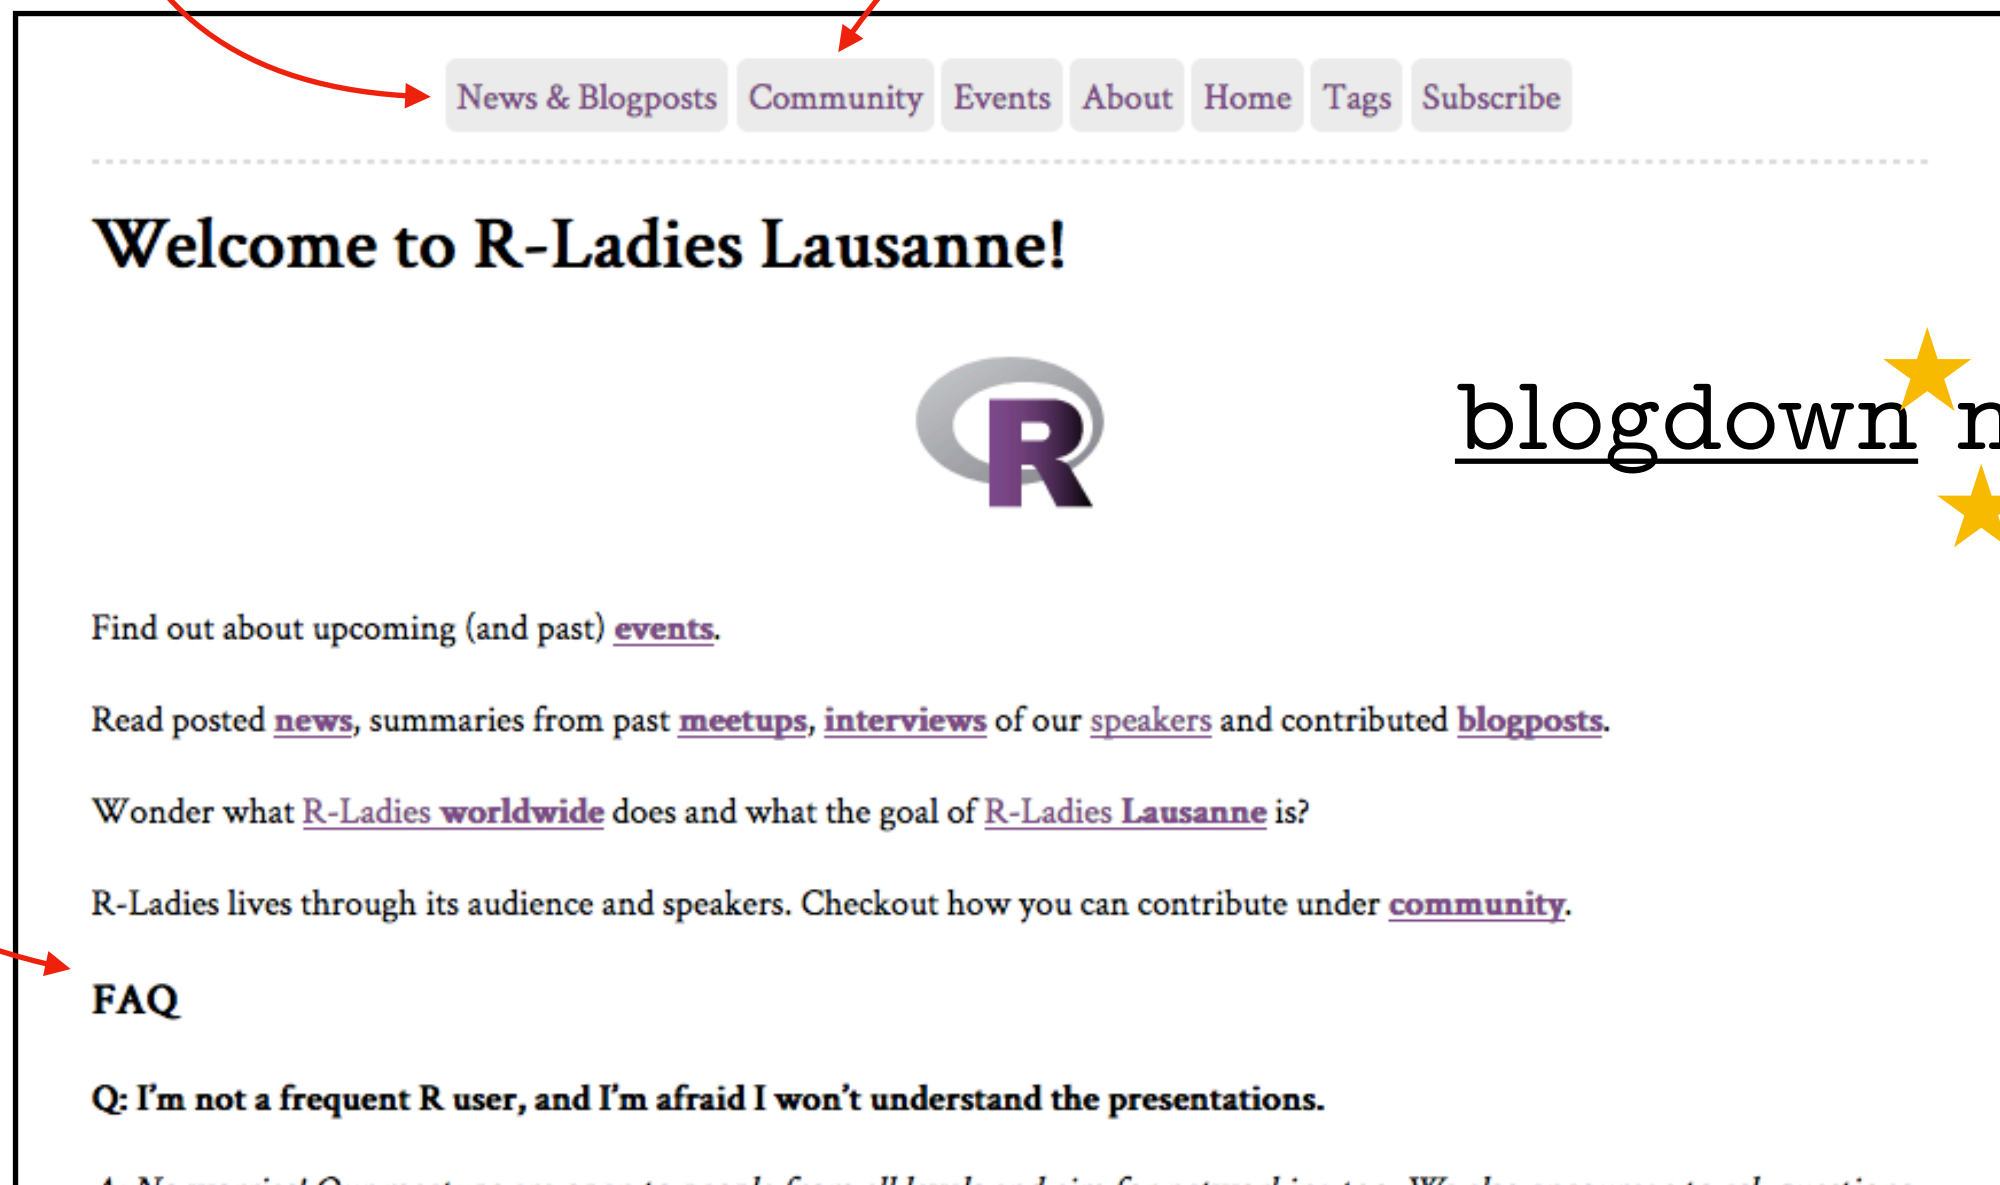 News & Blogposts Community Events About Home Tags Subscribe
Welcome to R-Ladies Lausanne!
R
blogdown
Find out about upcoming (and past) events.
Read posted news, summaries from past meetups, interviews of our speakers and contributed blogposts.
Wonder what R-Ladies worldwide does and what the goal of R-Ladies Lausanne is?
R-Ladies lives through its audience and speakers. Checkout how you can contribute under community.
FAQ
Q: I'm not a frequent R user, and I'm afraid I won't understand the presentations.